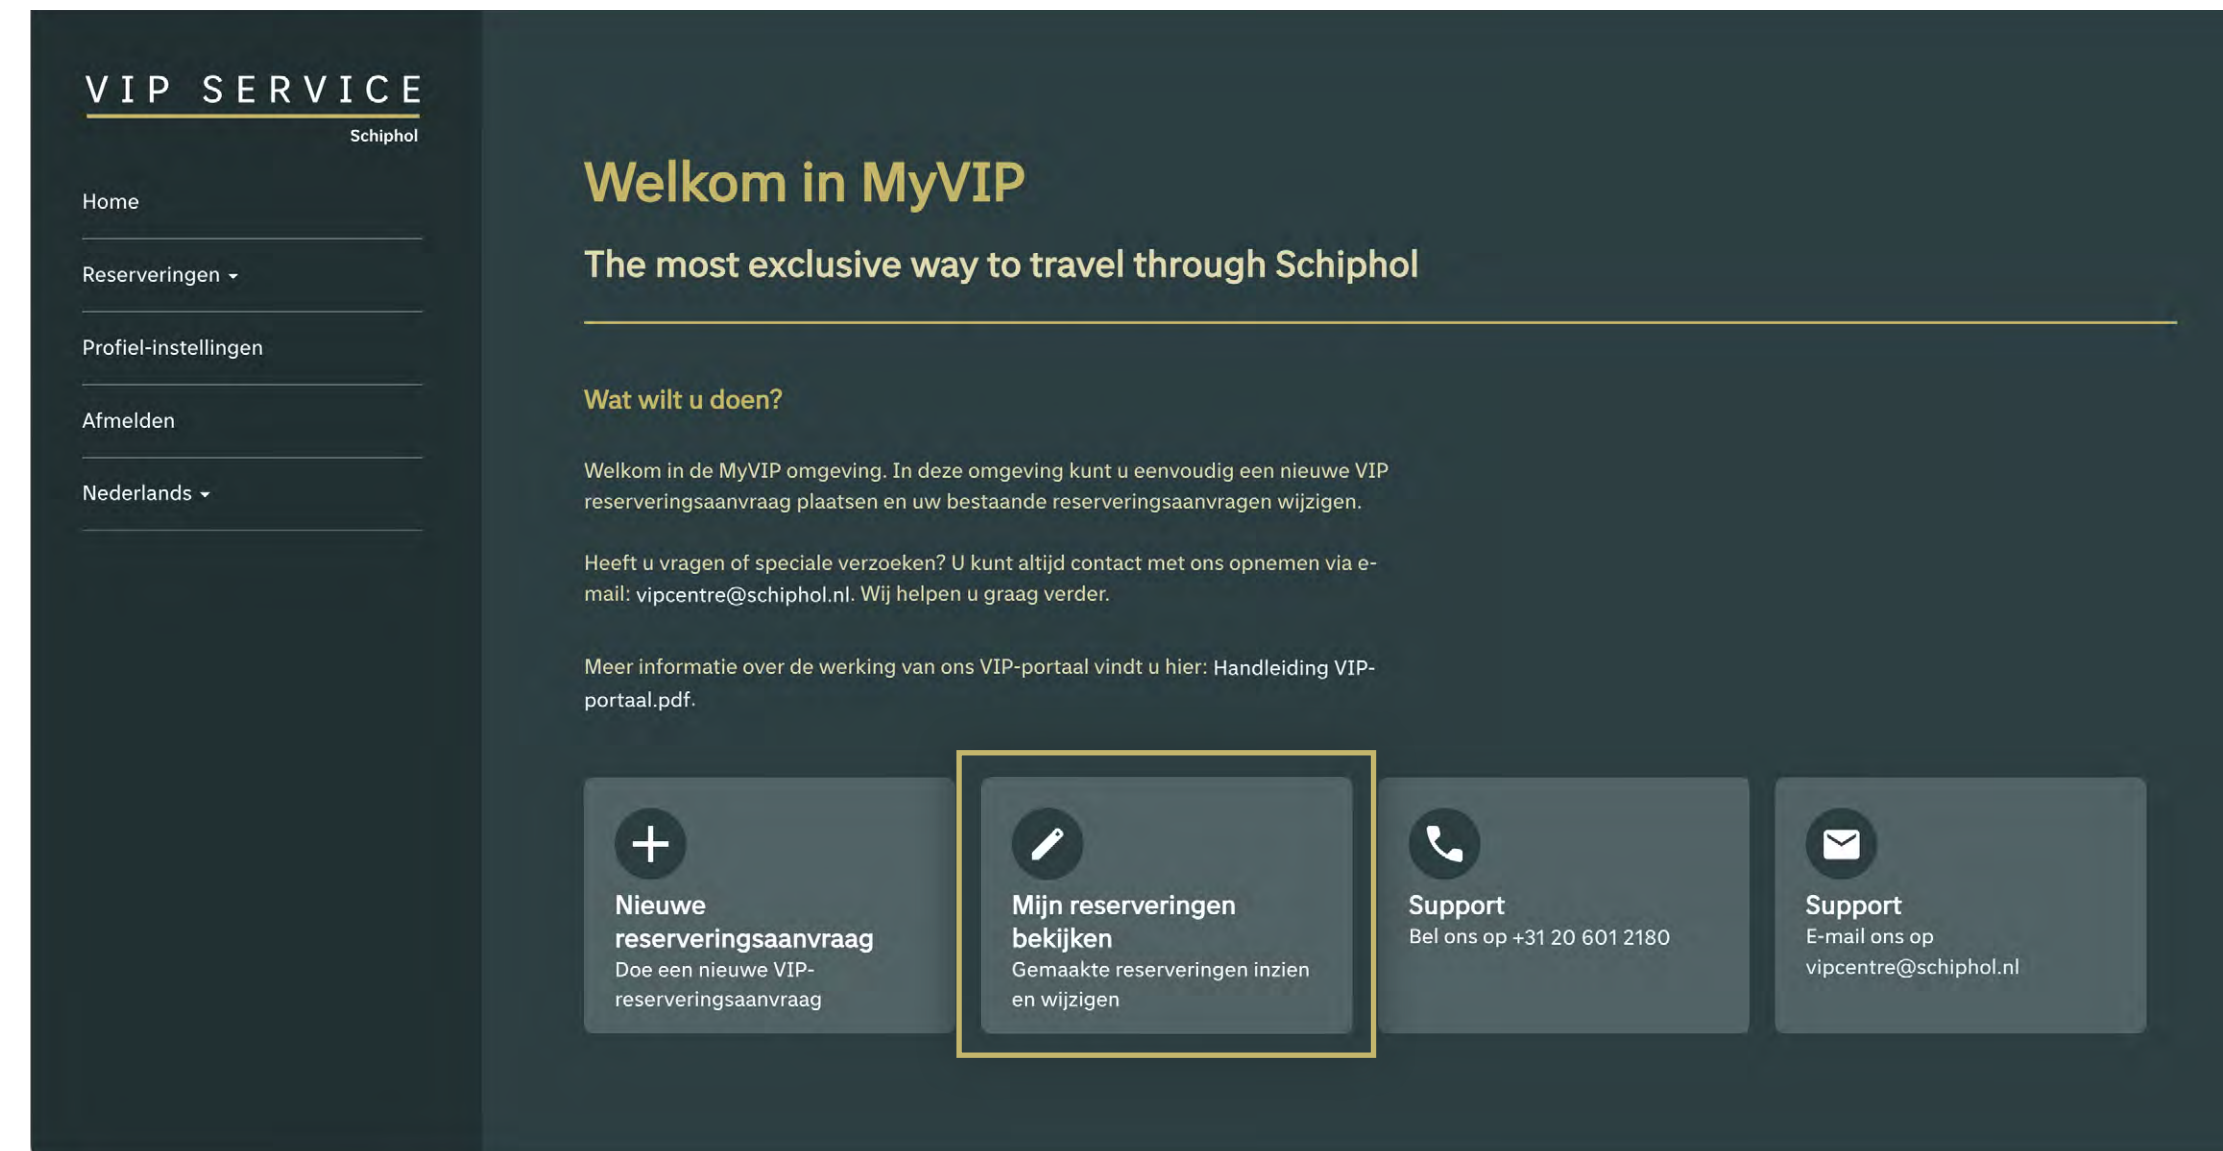 VIP SERVICE
Schiphol
Home
Reserveringen
Profiel-instellingen
Afmelden
Nederlands
Welkom in MyVIP
The most exclusive way to travel through Schiphol
Wat wilt u doen?
Welkom in de MyVIP omgeving. In deze omgeving kunt u eenvoudig een nieuwe VIP
reserveringsaanvraag plaatsen en uw bestaande reserveringsaanvragen wijzigen.
Heeft u vragen of speciale verzoeken? U kunt altijd contact met ons opnemen via e-
mail: vipcentre@schiphol.nl. Wij helpen u graag verder.
Meer informatie over de werking van ons VIP-portaal vindt u hier: Handleiding VIP-
portaal.pdf.
Nieuwe
reserveringsaanvraag
Doe een nieuwe VIP-
reserveringsaanvraag
Mijn reserveringen
bekijken
Gemaakte reserveringen inzien
en wijzigen
Support
Bel ons op +31 20 601 2180
Support
E-mail ons op
vipcentre@schiphol.nl